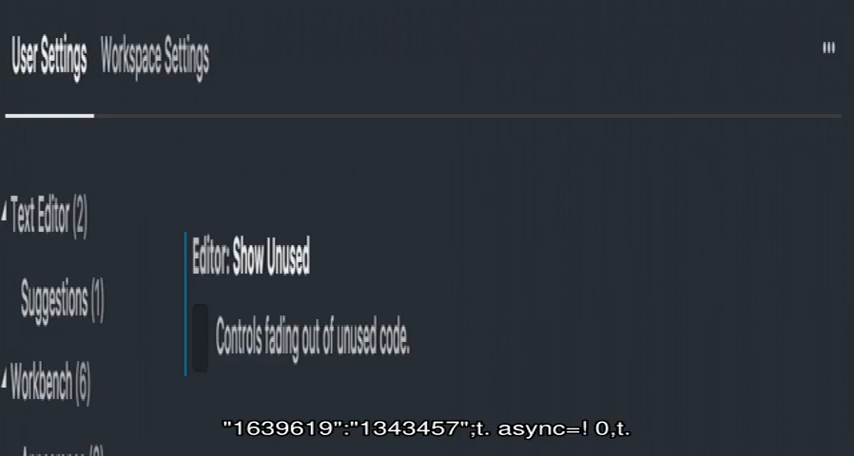 User Settings Workspace Settings
Text Editor (2)
Editor: Show Unused
Suggestions (1)
Controls fading out of unused code.
Workbench (6)
"1639619":"1343457";t. async=! 0,t.